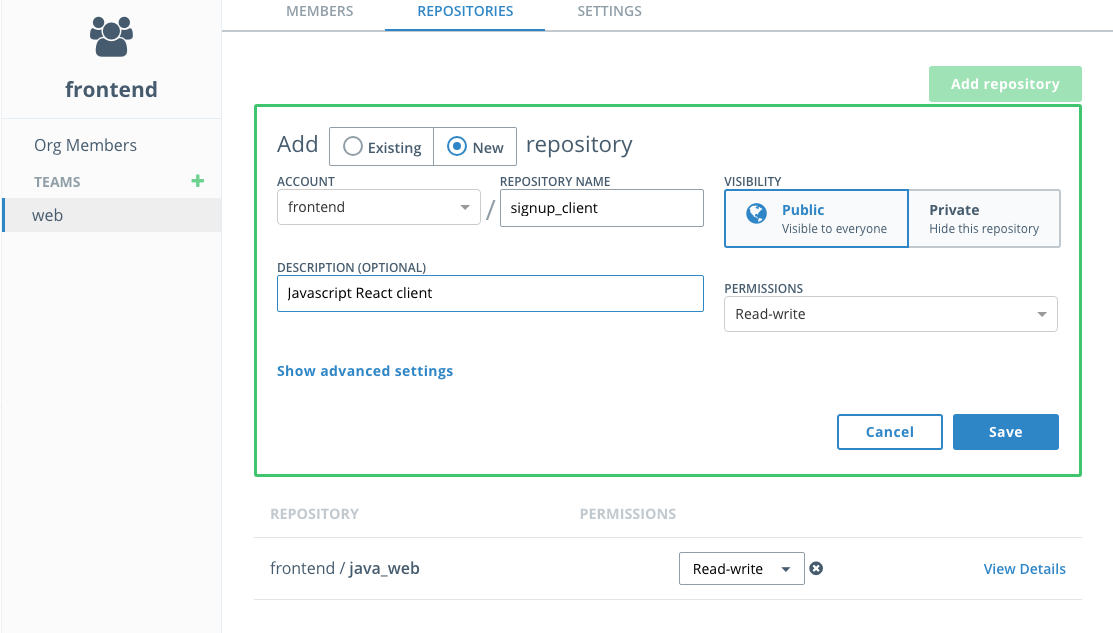 MEMBERS REPOSITORIES SETTINGS
frontend
Org Members
TEAMS +
web
Add repository
Add Existing New repository
ACCOUNT REPOSITORY NAME VISIBILITY
frontend / signup_client
Public Private
Visible to everyone Hide this repository
DESCRIPTION (OPTIONAL)
Javascript React client
PERMISSIONS
Read-write
Show advanced settings
Cancel Save
REPOSITORY PERMISSIONS
frontend / java_web Read-write View Details